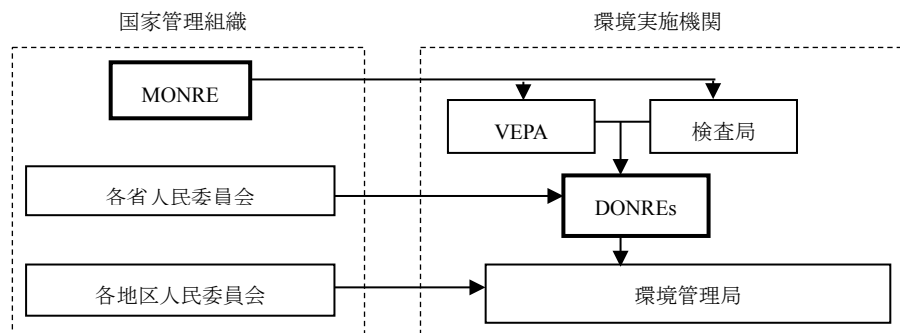 国家管理組織
環境実施機関
MONRE
VEPA
検査局
各省人民委員会
DONREs
各地区人民委員会
環境管理局